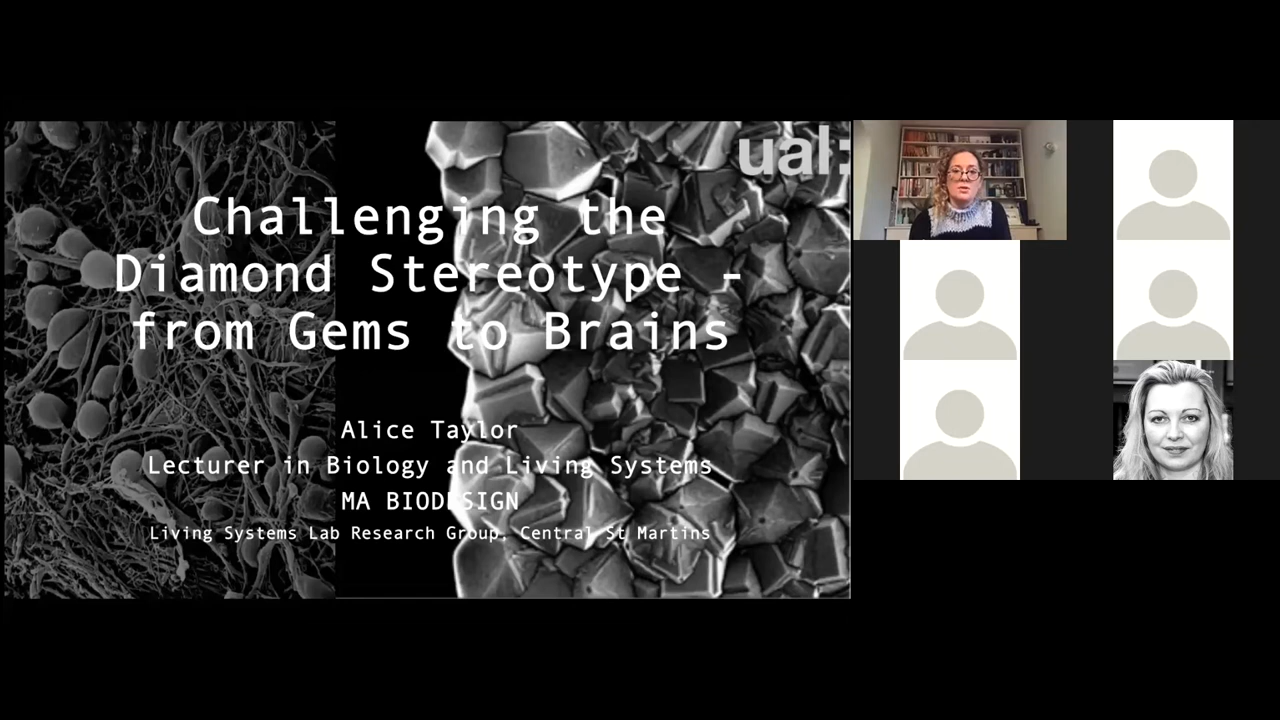 ual:
Challenging the
Diamond Stereotype -
from Gems to Brains
Alice Taylor
Lecturer in Biology and Living Systems
MA BIODESIGN
Living Systems Lab Research Group, Central St Martins